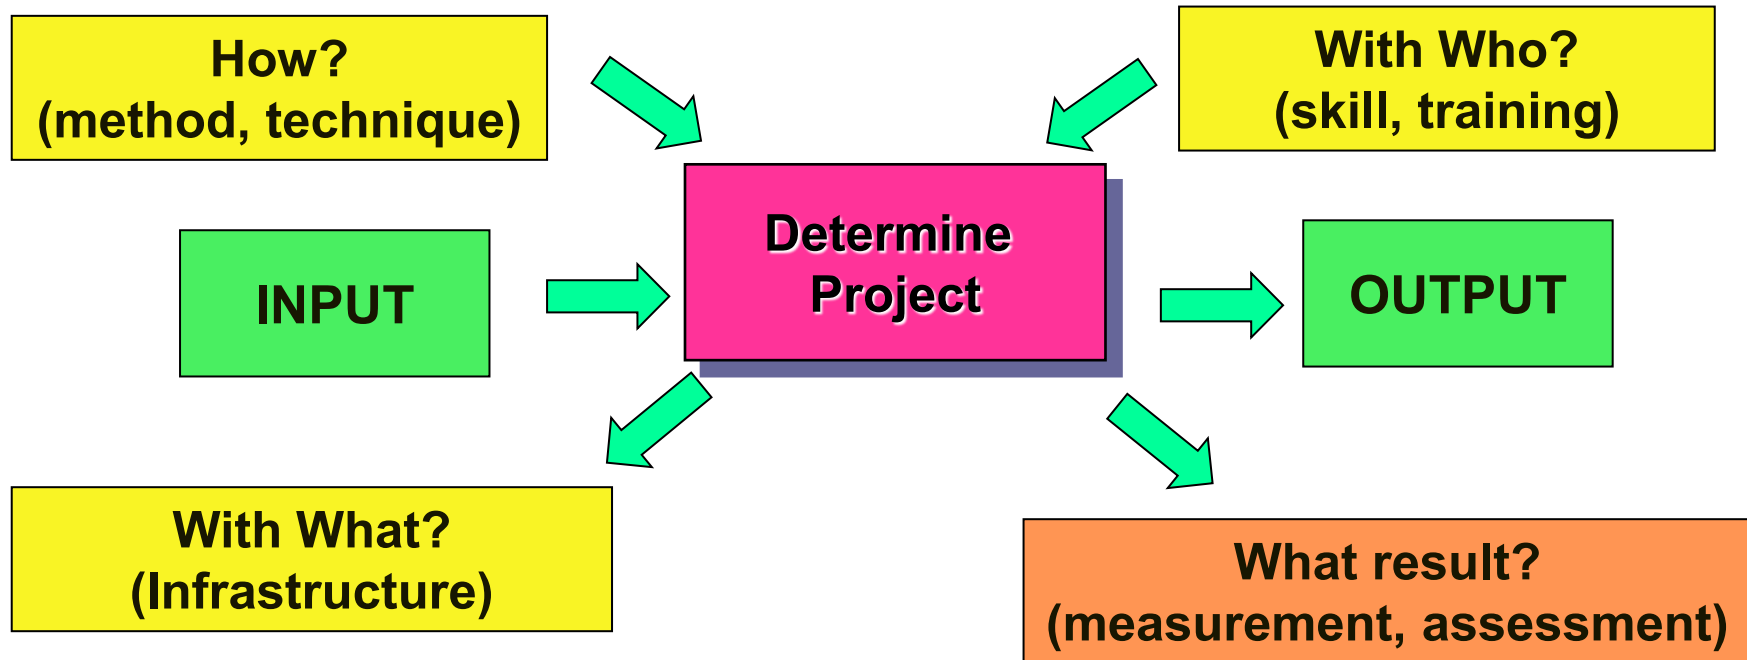 How?
(method, technique)
With Who?
(skill, training)
Determine
Project
INPUT
OUTPUT
With What?
(Infrastructure)
What result?
(measurement, assessment)